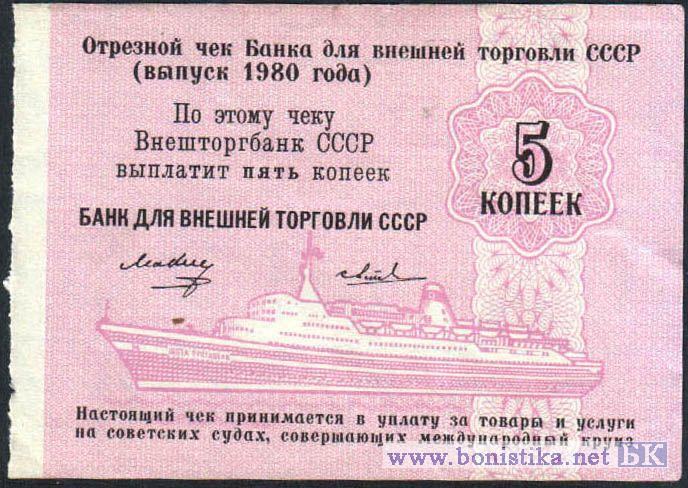 Отрезной чек Банка для внешней торговли СССР
(выпуск 1980 года)
По этому чеку
Внешторгбанк СССР
выплатит пять копеек
5
КОПЕЕК
БАНК ДЛЯ ВНЕШНЕЙ ТОРГОВЛИ СССР
Настоящий чек принимается в уплату за товары и услуги
на советских судах, совершающих международный круиз
www.bonistika.net БК